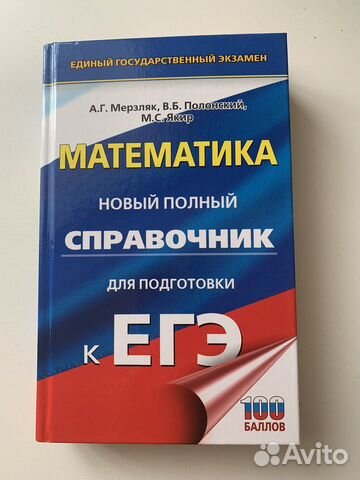 ЕДИНЫЙ ГОСУДАРСТВЕННЫЙ ЭКЗАМЕН
А.Г. Мерзляк, В.Б. Полонский,
М.С. Якир
МАТЕМАТИКА
НОВЫЙ ПОЛНЫЙ
СПРАВОЧНИК
ДЛЯ ПОДГОТОВКИ
К ЕГЭ
100
БАЛЛОВ
Avito